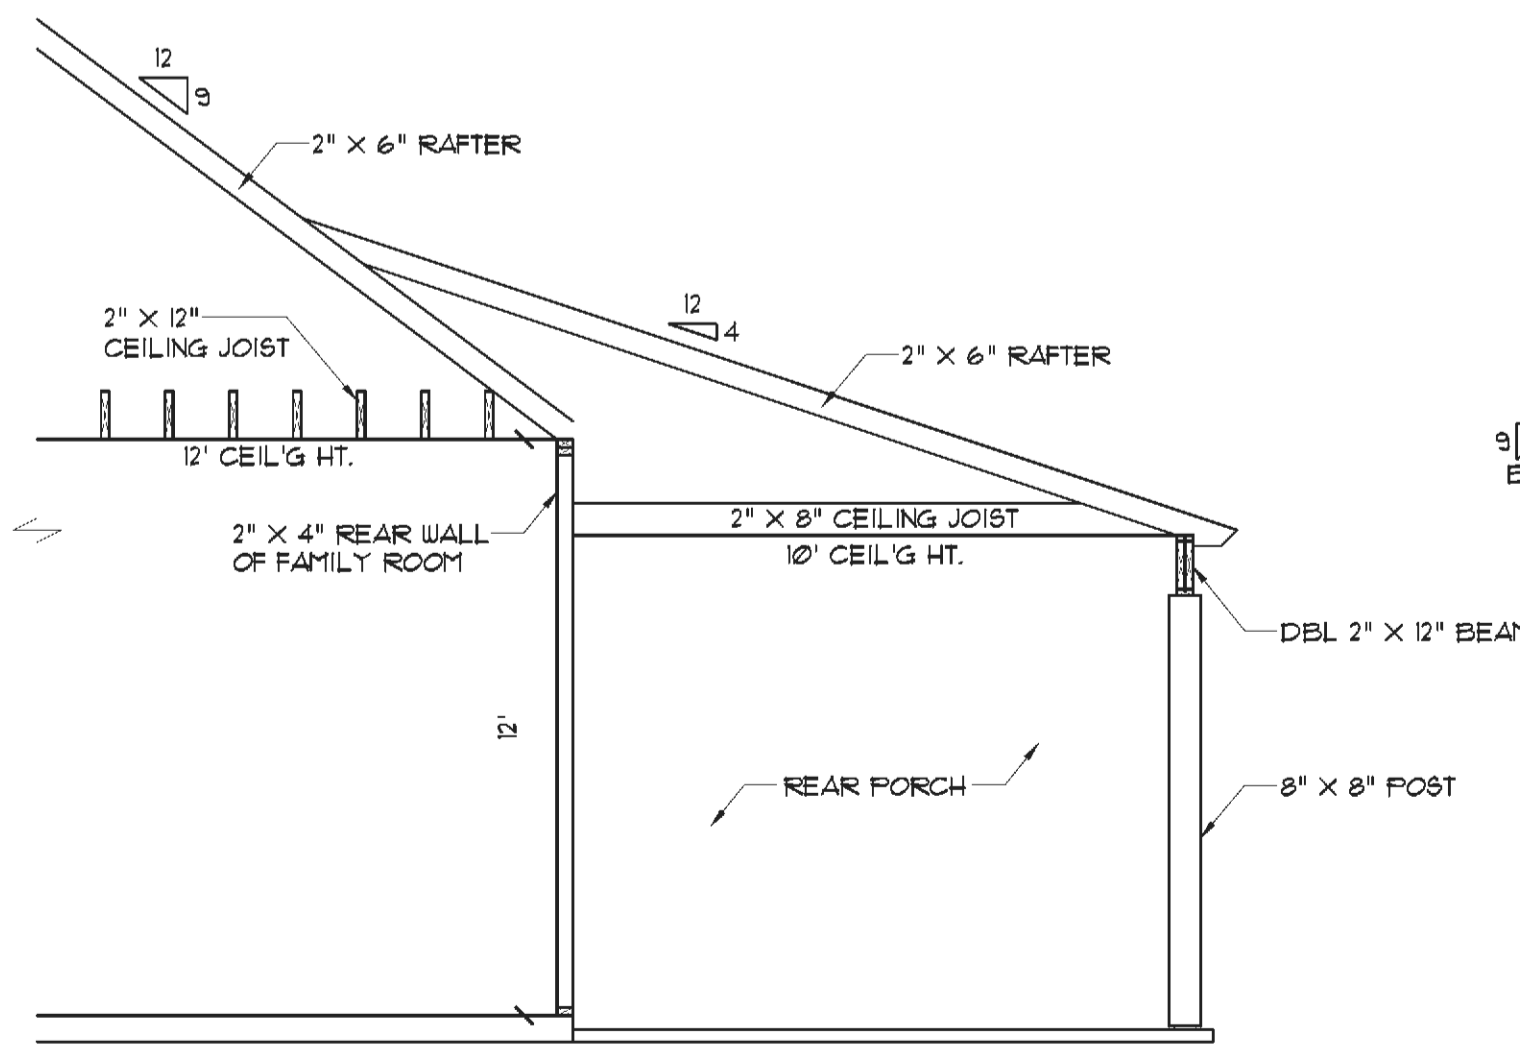 12
9
2" X 6" RAFTER
12
4
2" X 12"
CEILING JOIST
2" X 6" RAFTER
12' CEIL'G HT.
9
2" X 8" CEILING JOIST
2" X 4" REAR WALL
OF FAMILY ROOM
10' CEIL'G HT.
DBL 2" X 12"
12'
REAR PORCH
8" X 8" POST